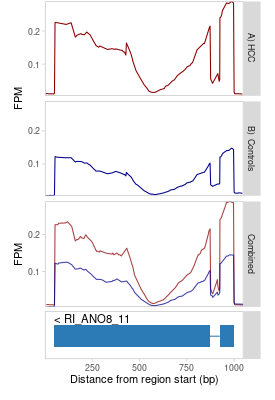 0.2
0.1
A) HCC
FPM
0.2
0.1
B) Controls
0.2
0.1
FPM
Combined
< RI_ANO8_11
250 500 750 1000
Distance from region start (bp)